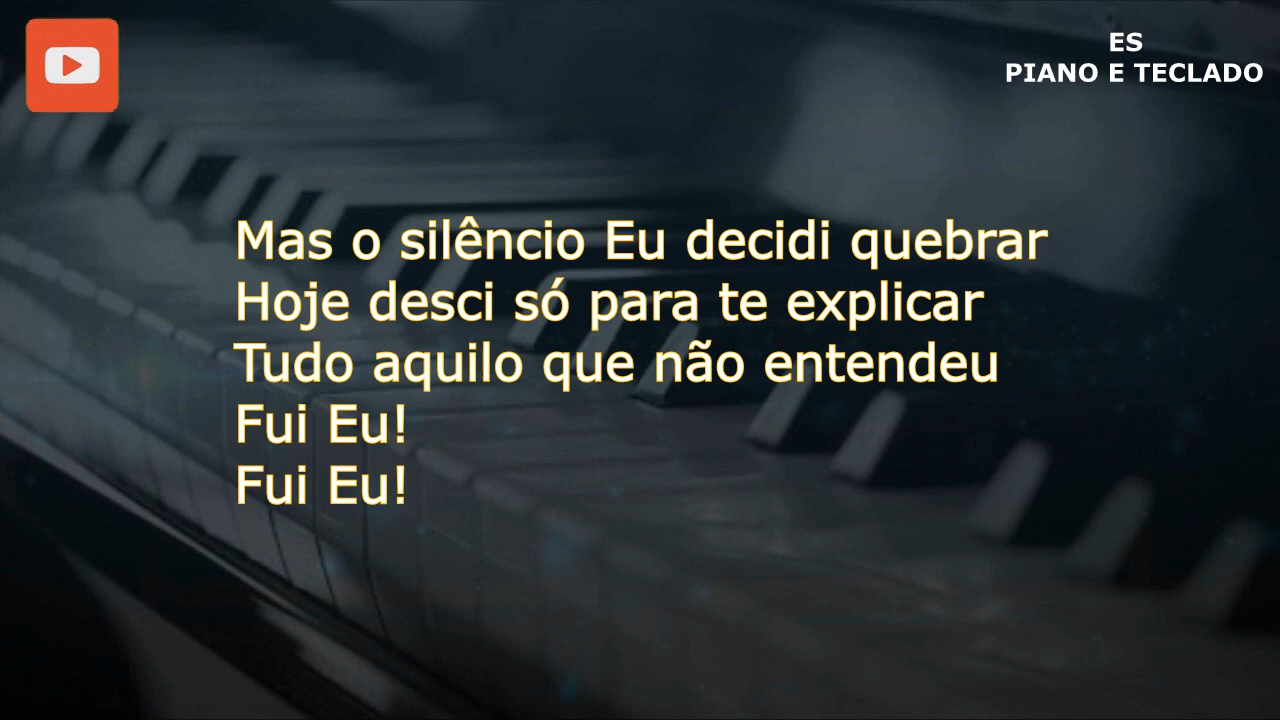 ES
PIANO E TECLADO
Mas o silêncio Eu decidi quebrar
Hoje desci só para te explicar
Tudo aquilo que não entendeu
Fui Eu!
Fui Eu!